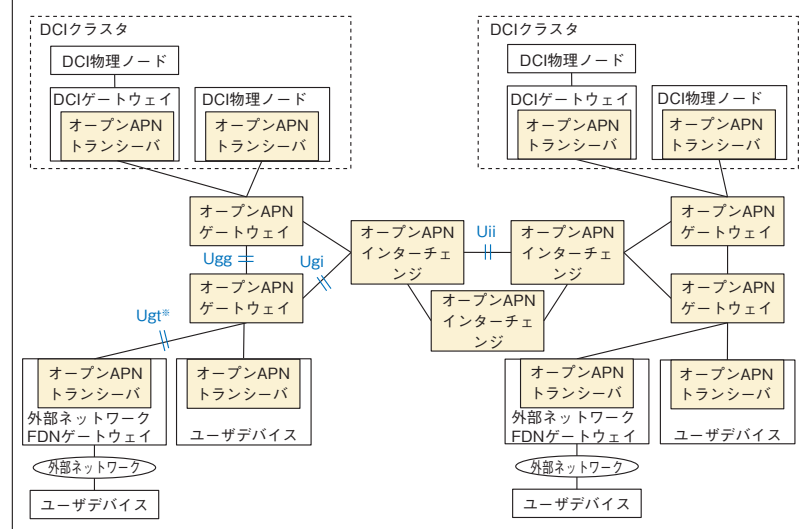 DCIクラスタ
DCI物理ノード
DCIゲートウェイ
オープンAPN
トランシーバ
DCI物理ノード
オープンAPN
トランシーバ
DCIクラスタ
DCI物理ノード
DCIゲートウェイ
オープンAPN
トランシーバ
DCI物理ノード
オープンAPN
トランシーバ
オープンAPN
ゲートウェイ
Ugg
Ugi
オープンAPN
ゲートウェイ
Ugt※
オープンAPN
インターチェ
ンジ
Uii
オープンAPN
インターチェ
ンジ
オープンAPN
インターチェ
ンジ
オープンAPN
ゲートウェイ
オープンAPN
ゲートウェイ
オープンAPN
トランシーバ
外部ネットワーク
FDNゲートウェイ
外部ネットワーク
ユーザデバイス
オープンAPN
トランシーバ
ユーザデバイス
オープンAPN
トランシーバ
外部ネットワーク
FDNゲートウェイ
外部ネットワーク
ユーザデバイス
オープンAPN
トランシーバ
ユーザデバイス